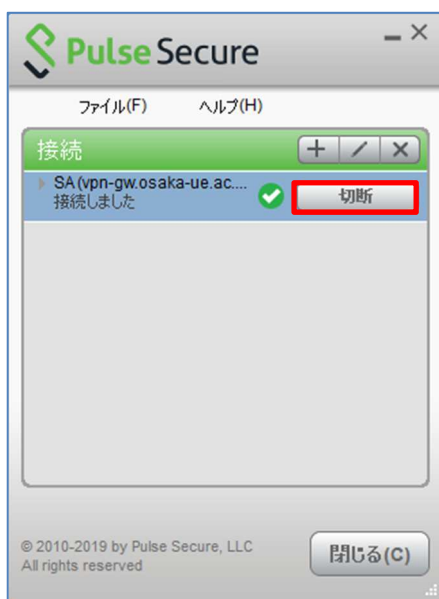 Pulse Secure
ファイル(F) ヘルプ(H)
接続
SA(vpn-gw.osaka-ue.ac....
接続しました
切断
© 2010-2019 by Pulse Secure, LLC
All rights reserved
閉じる(C)